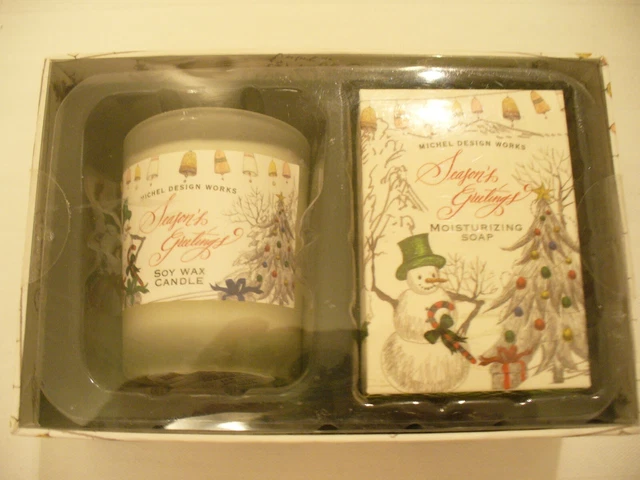 MICHEL DESIGN WORKS
Season's
Greetings
SOY WAX
CANDLE
MICHEL DESIGN WORKS
Season's
Greetings
MOISTURIZING
SOAP